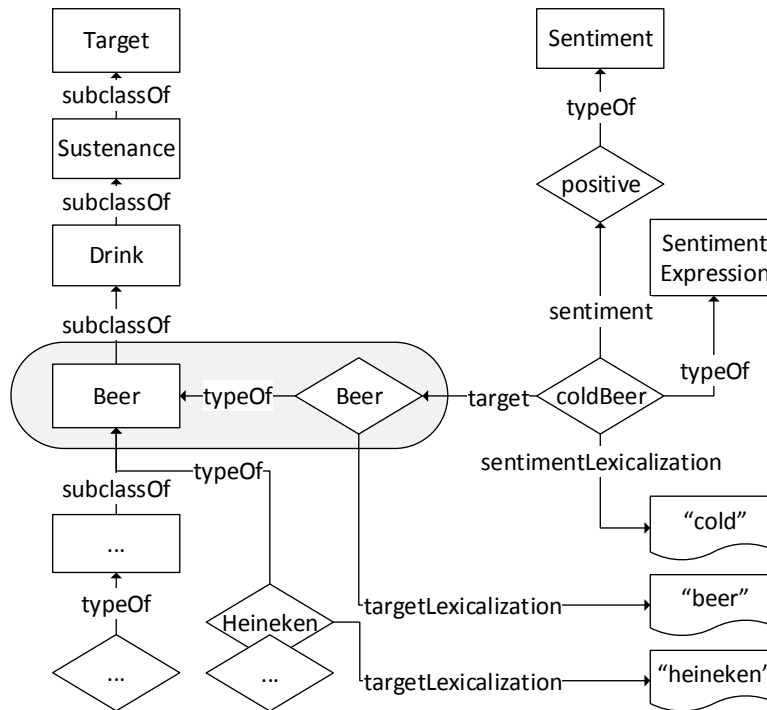 Target
Sentiment
subclassOf
typeOf
Sustenance
positive
subclassOf
Drink
Sentiment
Expression
subclassOf
sentiment
typeOf
Beer
typeOf
Beer
target
coldBeer
sentimentLexicalization
typeOf
subclassOf
...
“cold”
typeOf
targetLexicalization
“beer”
Heineken
...
...
targetLexicalization
“heineken”